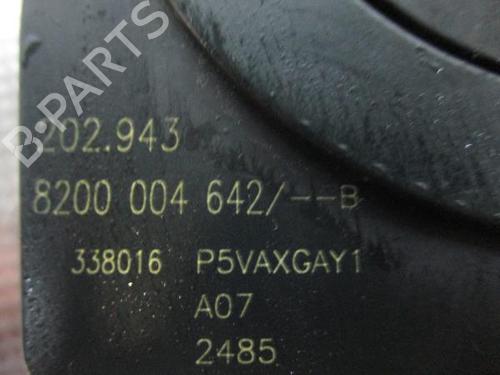 B-PARTS
202.943
8200 004 642/--B
338016 P5VAXGAY1
A07
2485